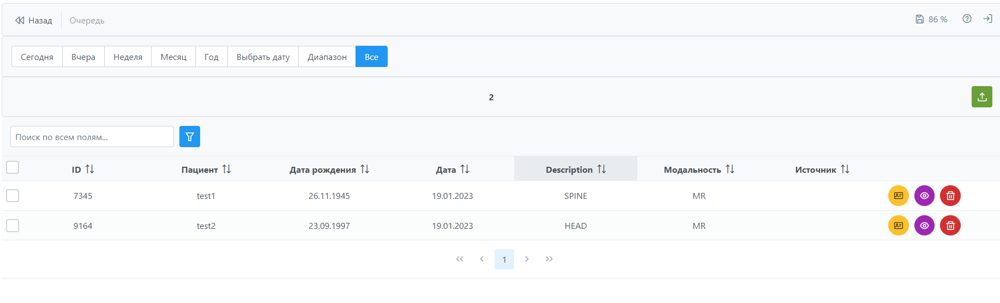 Назад Очередь 86 %
Сегодня Вчера Неделя Месяц Год Выбрать дату Диапазон Все
2
Поиск по всем полям...
ID Пациент Дата рождения Дата Description Модальность Источник
7345 test1 26.11.1945 19.01.2023 SPINE MR
9164 test2 23.09.1997 19.01.2023 HEAD MR
1